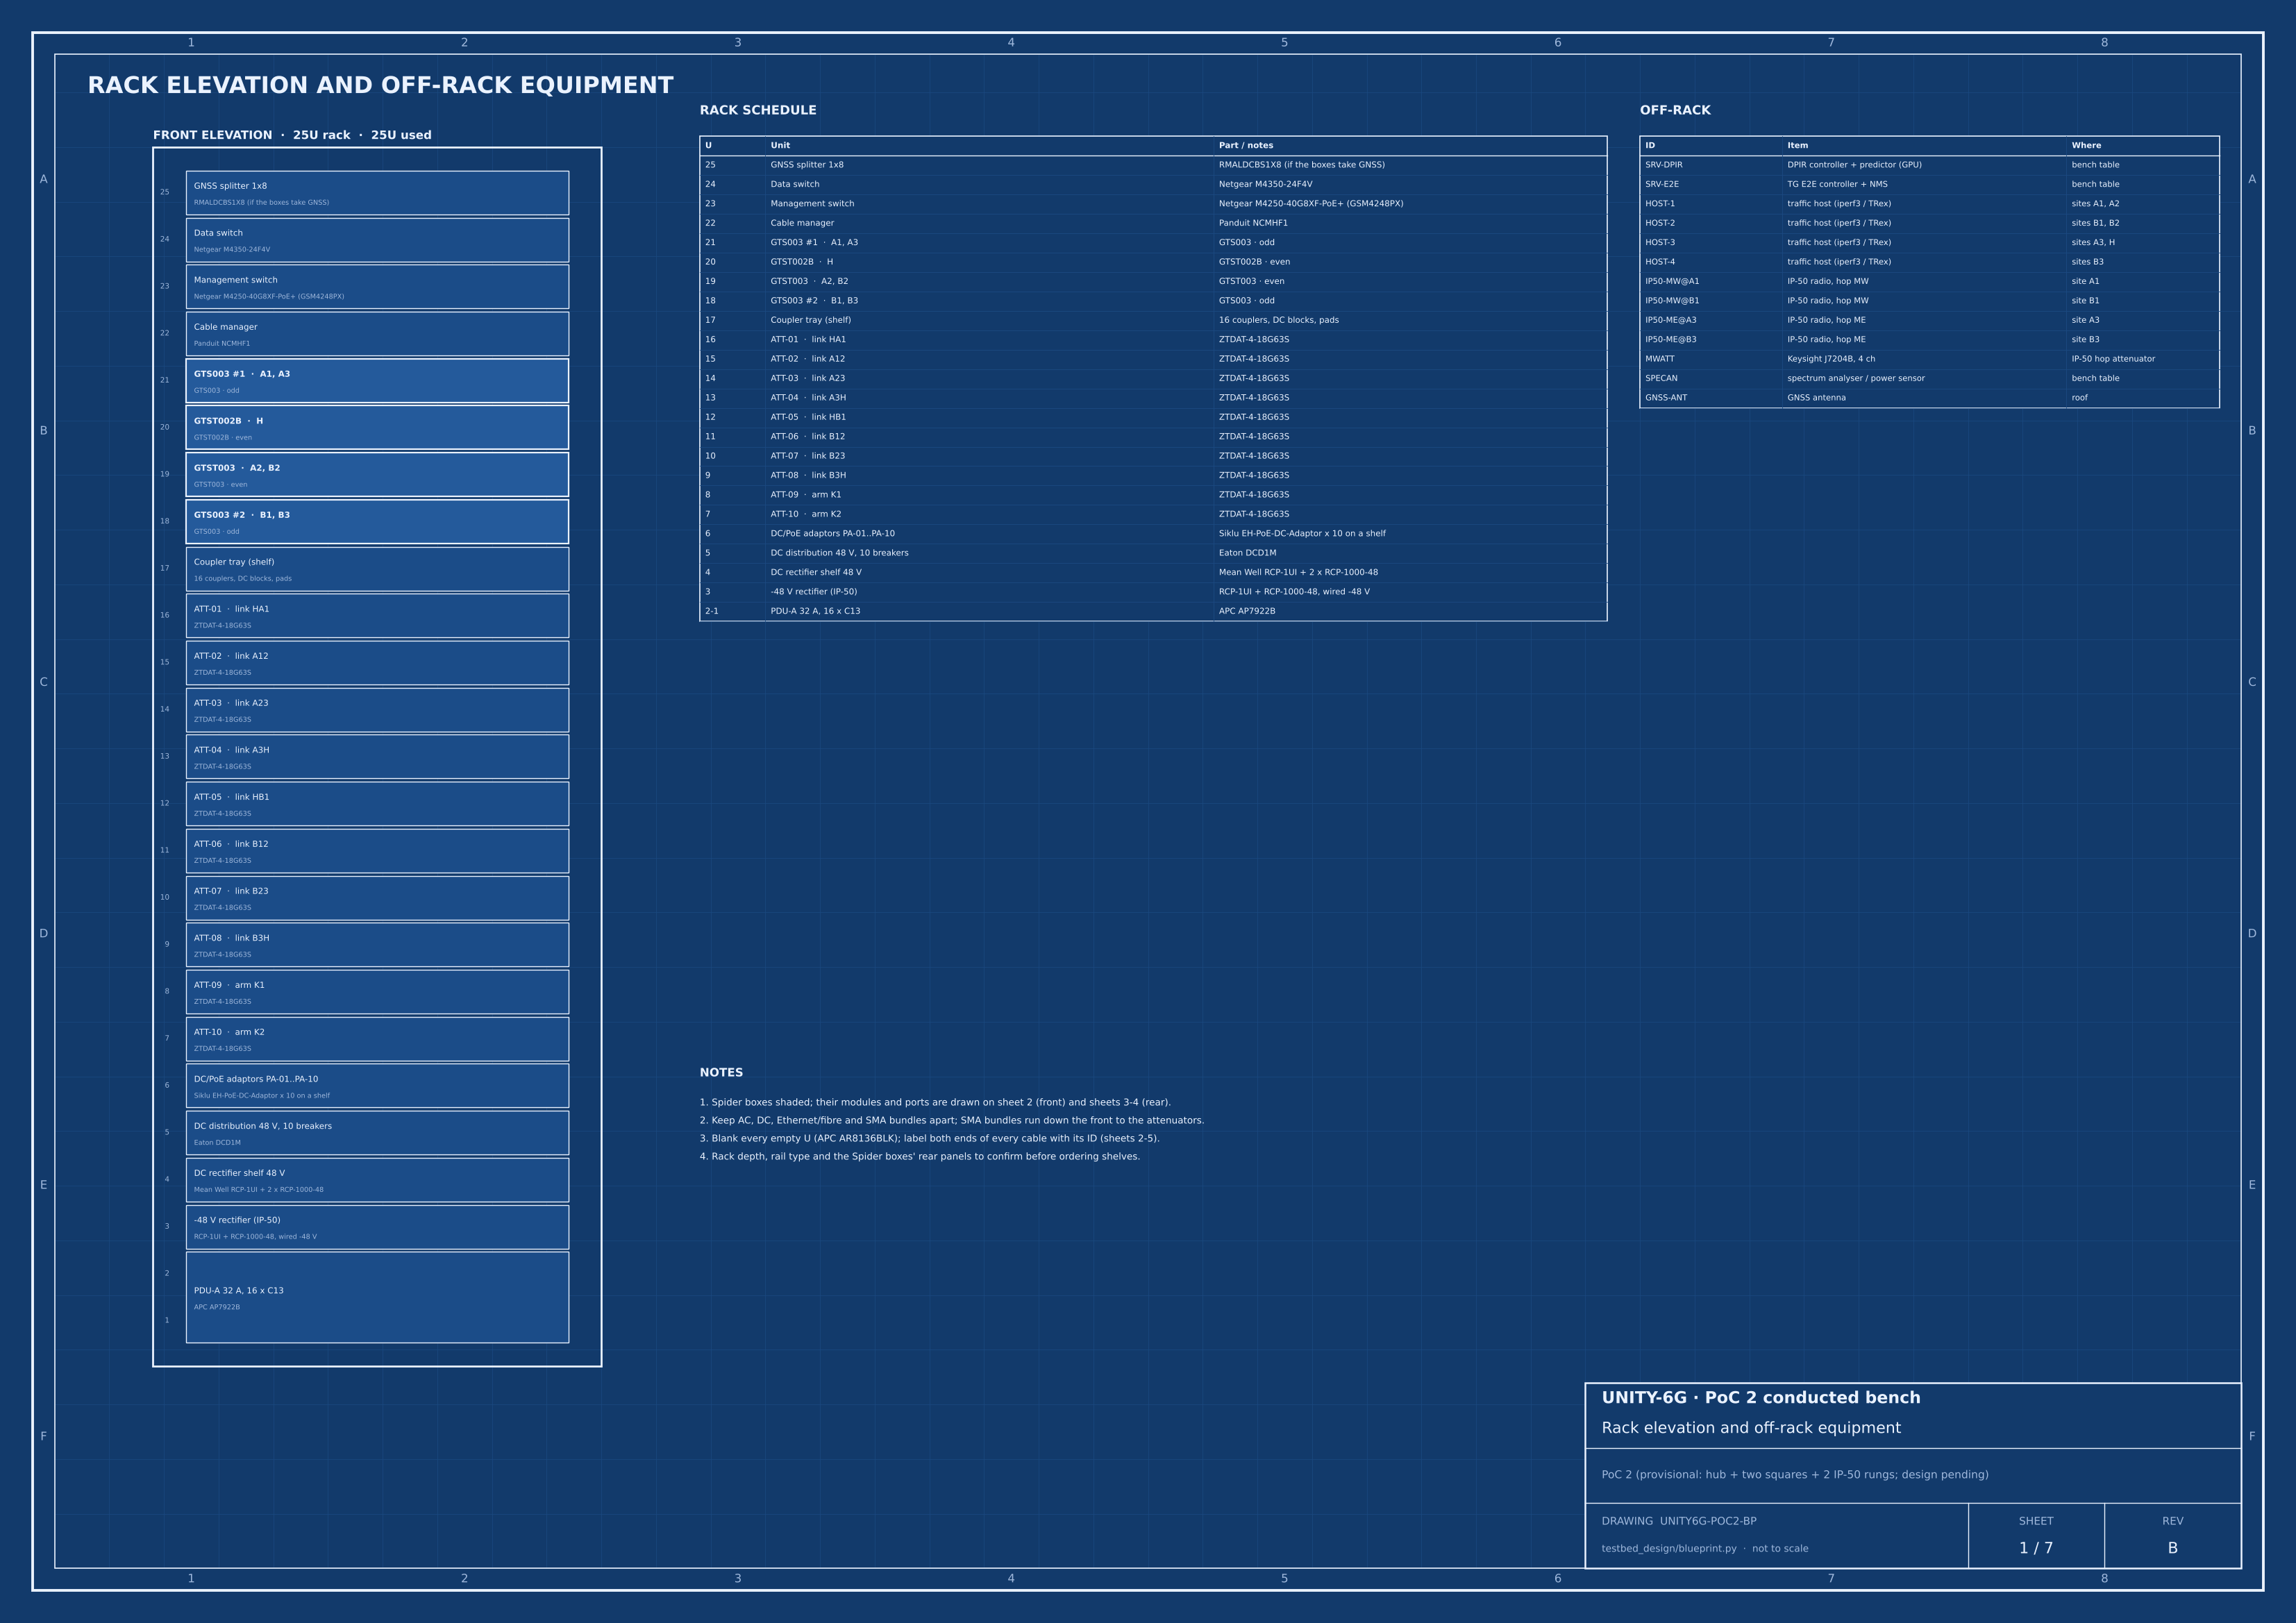 1 2 3 4 5 6 7 8
RACK ELEVATION AND OFF-RACK EQUIPMENT
FRONT ELEVATION · 25U rack · 25U used
25 GNSS splitter 1x8
RMALDCBS1X8 (if the boxes take GNSS)
24 Data switch
Netgear M4350-24F4V
23 Management switch
Netgear M4250-40G8XF-PoE+ (GSM4248PX)
22 Cable manager
Panduit NCMHF1
21 GTS003 #1 · A1, A3
GTS003 · odd
20 GTST002B · H
GTST002B · even
19 GTST003 · A2, B2
GTST003 · even
18 GTS003 #2 · B1, B3
GTS003 · odd
17 Coupler tray (shelf)
16 couplers, DC blocks, pads
16 ATT-01 · link HA1
ZTDAT-4-18G63S
15 ATT-02 · link A12
ZTDAT-4-18G63S
14 ATT-03 · link A23
ZTDAT-4-18G63S
13 ATT-04 · link A3H
ZTDAT-4-18G63S
12 ATT-05 · link HB1
ZTDAT-4-18G63S
11 ATT-06 · link B12
ZTDAT-4-18G63S
10 ATT-07 · link B23
ZTDAT-4-18G63S
9 ATT-08 · link B3H
ZTDAT-4-18G63S
8 ATT-09 · arm K1
ZTDAT-4-18G63S
7 ATT-10 · arm K2
ZTDAT-4-18G63S
6 DC/PoE adaptors PA-01..PA-10
Siklu EH-PoE-DC-Adaptor x 10 on a shelf
5 DC distribution 48 V, 10 breakers
Eaton DCD1M
4 DC rectifier shelf 48 V
Mean Well RCP-1UI + 2 x RCP-1000-48
3 -48 V rectifier (IP-50)
RCP-1UI + RCP-1000-48, wired -48 V
2
PDU-A 32 A, 16 x C13
APC AP7922B
1
RACK SCHEDULE
U Unit Part / notes
25 GNSS splitter 1x8 RMALDCBS1X8 (if the boxes take GNSS)
24 Data switch Netgear M4350-24F4V
23 Management switch Netgear M4250-40G8XF-PoE+ (GSM4248PX)
22 Cable manager Panduit NCMHF1
21 GTS003 #1 · A1, A3 GTS003 · odd
20 GTST002B · H GTST002B · even
19 GTST003 · A2, B2 GTST003 · even
18 GTS003 #2 · B1, B3 GTS003 · odd
17 Coupler tray (shelf) 16 couplers, DC blocks, pads
16 ATT-01 · link HA1 ZTDAT-4-18G63S
15 ATT-02 · link A12 ZTDAT-4-18G63S
14 ATT-03 · link A23 ZTDAT-4-18G63S
13 ATT-04 · link A3H ZTDAT-4-18G63S
12 ATT-05 · link HB1 ZTDAT-4-18G63S
11 ATT-06 · link B12 ZTDAT-4-18G63S
10 ATT-07 · link B23 ZTDAT-4-18G63S
9 ATT-08 · link B3H ZTDAT-4-18G63S
8 ATT-09 · arm K1 ZTDAT-4-18G63S
7 ATT-10 · arm K2 ZTDAT-4-18G63S
6 DC/PoE adaptors PA-01..PA-10 Siklu EH-PoE-DC-Adaptor x 10 on a shelf
5 DC distribution 48 V, 10 breakers Eaton DCD1M
4 DC rectifier shelf 48 V Mean Well RCP-1UI + 2 x RCP-1000-48
3 -48 V rectifier (IP-50) RCP-1UI + RCP-1000-48, wired -48 V
2-1 PDU-A 32 A, 16 x C13 APC AP7922B
OFF-RACK
ID Item Where
SRV-DPIR DPIR controller + predictor (GPU) bench table
SRV-E2E TG E2E controller + NMS bench table
HOST-1 traffic host (iperf3 / TRex) sites A1, A2
HOST-2 traffic host (iperf3 / TRex) sites B1, B2
HOST-3 traffic host (iperf3 / TRex) sites A3, H
HOST-4 traffic host (iperf3 / TRex) sites B3
IP50-MW@A1 IP-50 radio, hop MW site A1
IP50-MW@B1 IP-50 radio, hop MW site B1
IP50-ME@A3 IP-50 radio, hop ME site A3
IP50-ME@B3 IP-50 radio, hop ME site B3
MWATT Keysight J7204B, 4 ch IP-50 hop attenuator
SPECAN spectrum analyser / power sensor bench table
GNSS-ANT GNSS antenna roof
NOTES
1. Spider boxes shaded; their modules and ports are drawn on sheet 2 (front) and sheets 3-4 (rear).
2. Keep AC, DC, Ethernet/fibre and SMA bundles apart; SMA bundles run down the front to the attenuators.
3. Blank every empty U (APC AR8136BLK); label both ends of every cable with its ID (sheets 2-5).
4. Rack depth, rail type and the Spider boxes' rear panels to confirm before ordering shelves.
A A
B B
C C
D D
E E
F F
UNITY-6G · PoC 2 conducted bench
Rack elevation and off-rack equipment
PoC 2 (provisional: hub + two squares + 2 IP-50 rungs; design pending)
DRAWING UNITY6G-POC2-BP
testbed_design/blueprint.py · not to scale
SHEET
1 / 7
REV
B
1 2 3 4 5 6 7 8